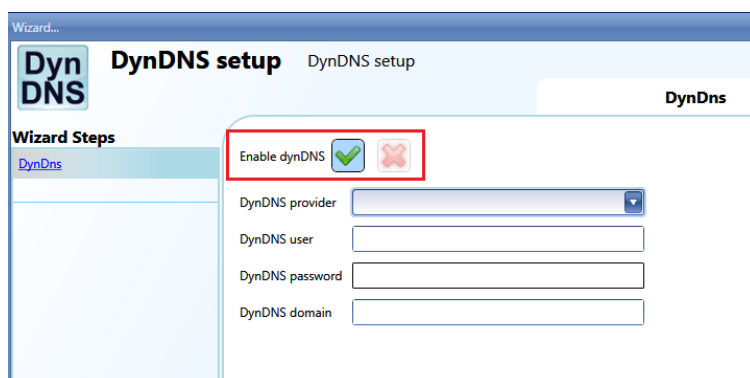 Wizard...
Dyn
DNS
DynDNS setup DynDNS setup
DynDns
Wizard Steps
DynDns
Enable dynDNS
DynDNS provider
DynDNS user
DynDNS password
DynDNS domain